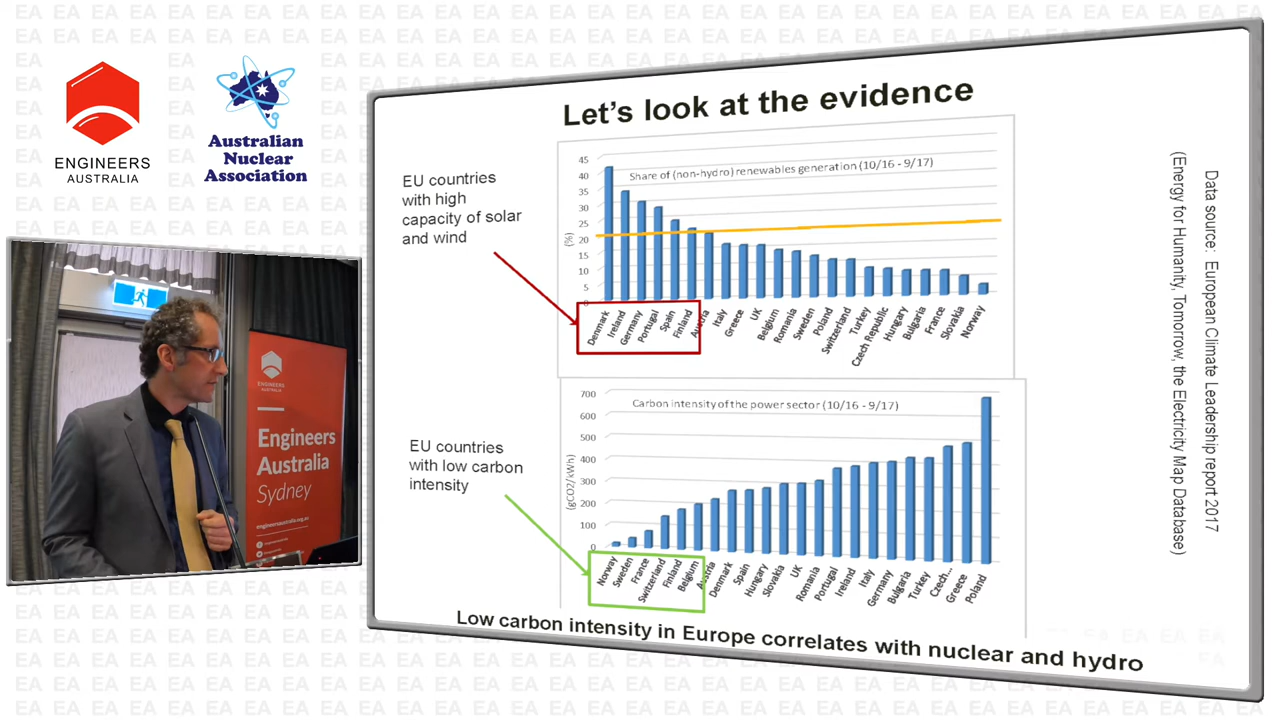 ENGINEERS
AUSTRALIA
Australian
Nuclear
Association
Let's look at the evidence
EU countries
with high
capacity of solar
and wind
Share of (non-hydro) renewables generation (10/16 - 9/17)
(%)
45
40
35
30
25
20
15
10
5
0
Denmark
Ireland
Germany
Portugal
Spain
Finland
Austria
Italy
Greece
UK
Belgium
Romania
Sweden
Poland
Switzerland
Turkey
Czech Republic
Hungary
Bulgaria
France
Slovakia
Norway
EU countries
with low carbon
intensity
Carbon intensity of the power sector (10/16 - 9/17)
(gCO2/kWh)
700
600
500
400
300
200
100
0
Norway
Sweden
France
Switzerland
Finland
Belgium
Austria
Denmark
Spain
Hungary
Slovakia
UK
Romania
Portugal
Ireland
Italy
Germany
Bulgaria
Turkey
Czech...
Greece
Poland
Low carbon intensity in Europe correlates with nuclear and hydro
Data source: European Climate Leadership report 2017
(Energy for Humanity, Tomorrow, the Electricity Map Database)
ENGINEERS
AUSTRALIA
Engineers
Australia
Sydney
engineersaustralia.org.au